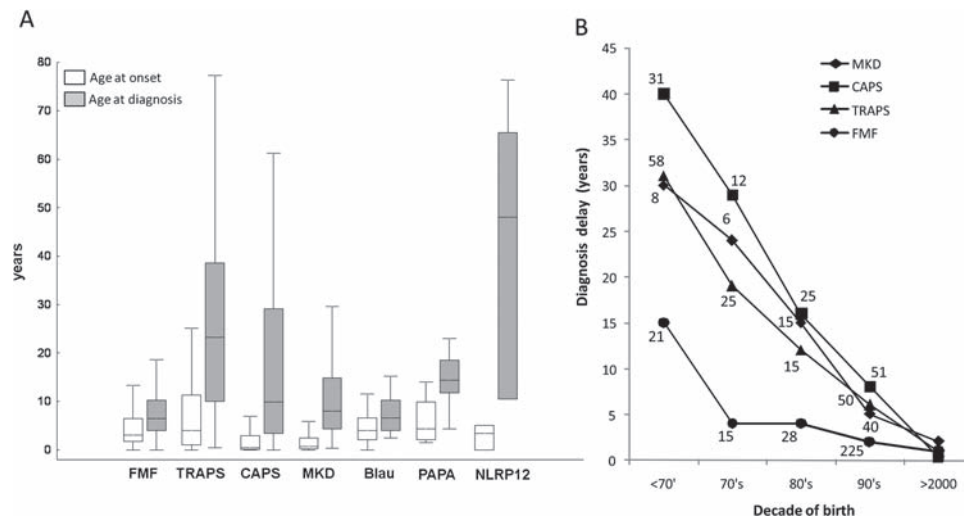 A
80
70
60
50
40
30
20
10
0
years
Age at onset
Age at diagnosis
FMF TRAPS CAPS MKD Blau PAPA NLRP12
B
45
40
35
30
25
20
15
10
5
0
Diagnosis delay (years)
MKD
CAPS
TRAPS
FMF
31
58
8
21
12
6
25
15
25
15
15
28
51
50
40
225
<70' 70's 80's 90's >2000
Decade of birth